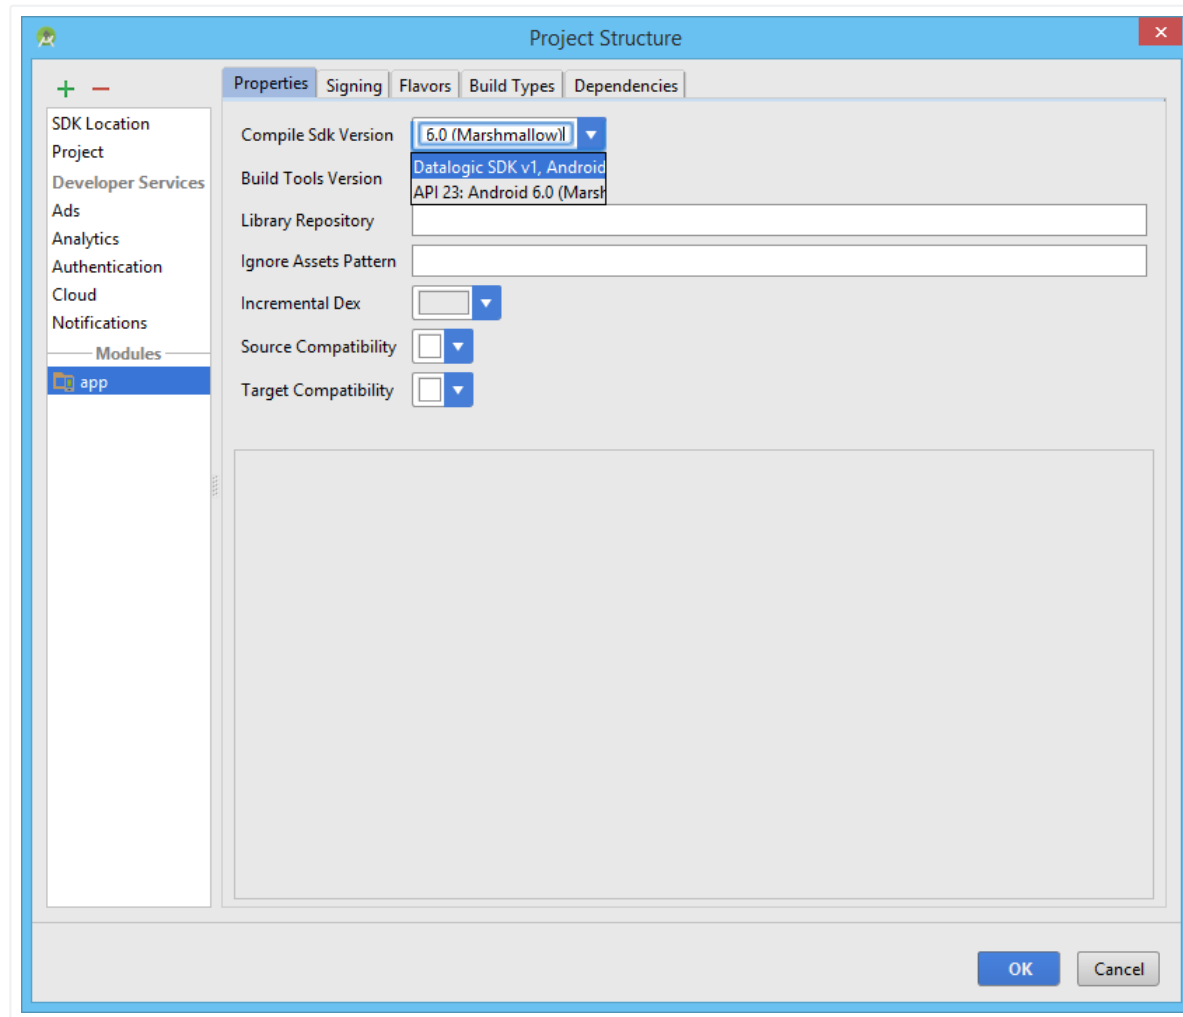 Project Structure
Properties Signing Flavors Build Types Dependencies
SDK Location
Project
Developer Services
Ads
Analytics
Authentication
Cloud
Notifications
Modules
app
Compile Sdk Version 6.0 (Marshmallow)
Datalogic SDK v1, Android
API 23: Android 6.0 (Marsh
Build Tools Version
Library Repository
Ignore Assets Pattern
Incremental Dex
Source Compatibility
Target Compatibility
OK Cancel